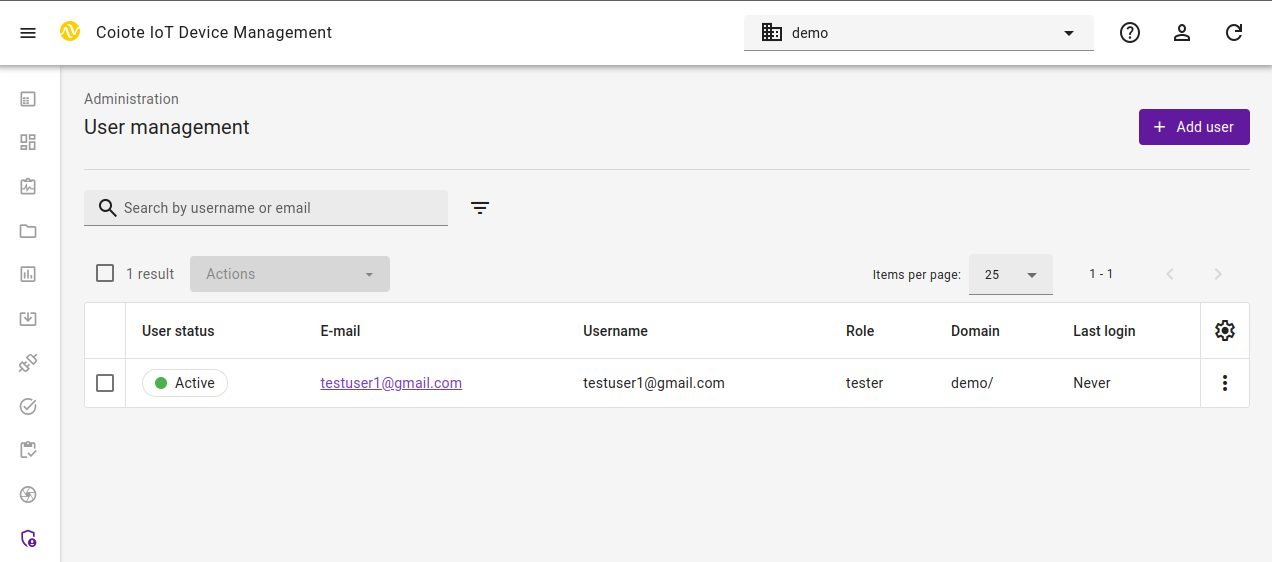 Coiote IoT Device Management
demo
Administration
User management
Add user
Search by username or email
1 result
Actions
Items per page:
25
1 - 1
User status E-mail Username Role Domain Last login
Active testuser1@gmail.com testuser1@gmail.com tester demo/ Never